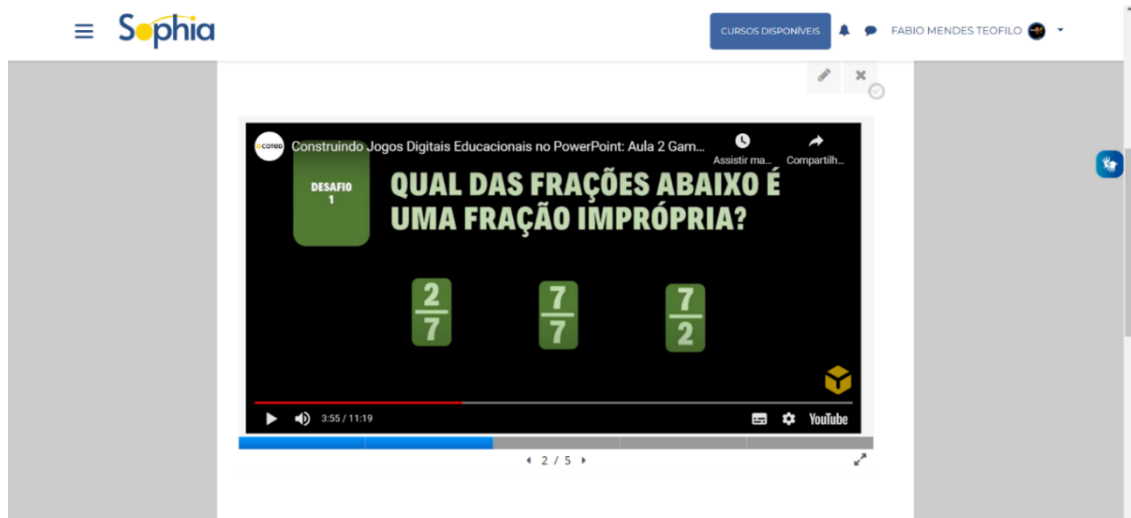 Sophia
CURSOS DISPONÍVEIS
FABIO MENDES TEOFILO
coted
Construindo Jogos Digitais Educacionais no PowerPoint: Aula 2 Gam...
Assistir ma...
Compartilh...
DESAFIO
1
QUAL DAS FRAÇÕES ABAIXO É
UMA FRAÇÃO IMPRÓPRIA?
2
7
7
7
7
2
3:55 / 11:19
YouTube
2 / 5